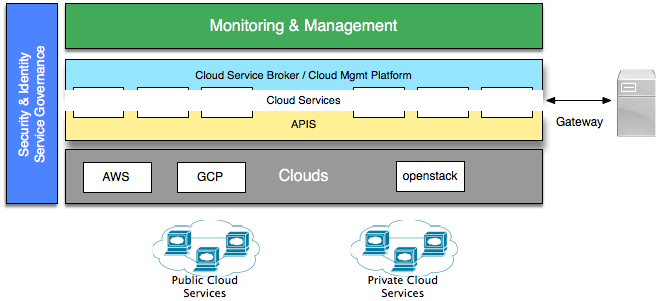 Monitoring & Management
Security & Identity
Service Governance
Cloud Service Broker / Cloud Mgmt Platform
Cloud Services
APIS
Gateway
AWS
GCP
Clouds
openstack
Public Cloud
Services
Private Cloud
Services